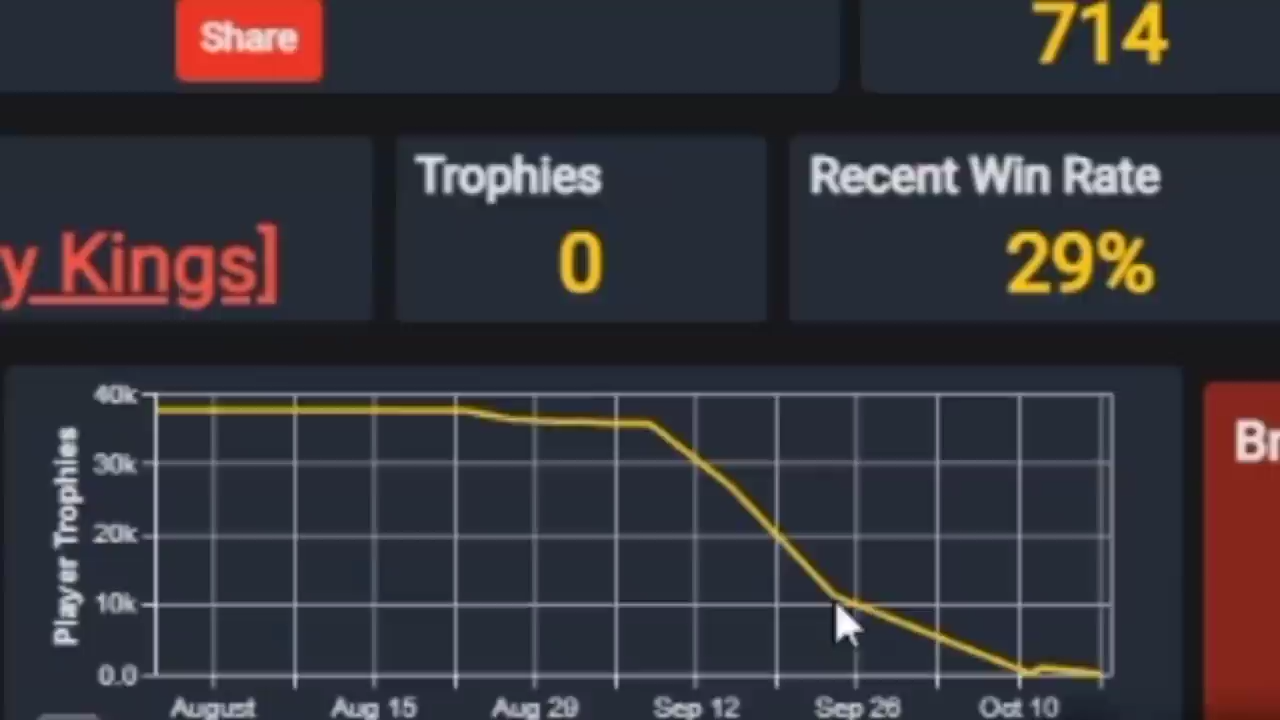 Share
714
Trophies
Recent Win Rate
y Kings]
0
29%
40k
30k
20k
10k
0.0
Player Trophies
Br
August
Aug 15
Aug 29
Sep 12
Sep 26
Oct 10